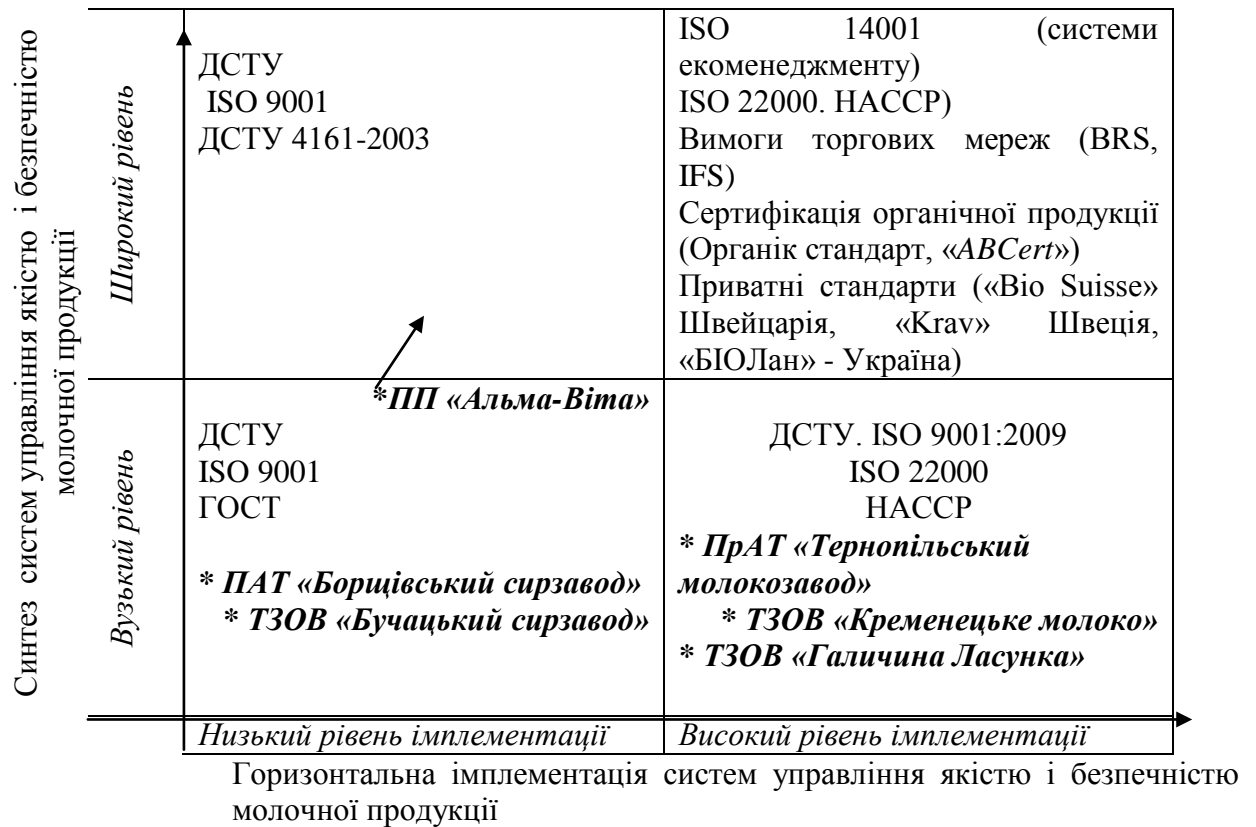 Синтез систем управління якістю і безпечністю
молочної продукції
Широкий рівень
ДСТУ
ISO 9001
ДСТУ 4161-2003
ISO 14001 (системи
екоменеджменту)
ISO 22000. НАССР)
Вимоги торгових мереж (BRS,
IFS)
Сертифікація органічної продукції
(Органік стандарт, «ABCert»)
Приватні стандарти («Bio Suisse»
Швейцарія, «Krav» Швеція,
«БІОЛан» - Україна)
Вузький рівень
*ПП «Альма-Віта»
ДСТУ
ISO 9001
ГОСТ
* ПАТ «Борщівський сирзавод»
* ТЗОВ «Бучацький сирзавод»
ДСТУ. ISO 9001:2009
ISO 22000
НАССР
* ПрАТ «Тернопільський
молокозавод»
* ТЗОВ «Кременецьке молоко»
* ТЗОВ «Галичина Ласунка»
Низький рівень імплементації
Високий рівень імплементації
Горизонтальна імплементація систем управління якістю і безпечністю
молочної продукції